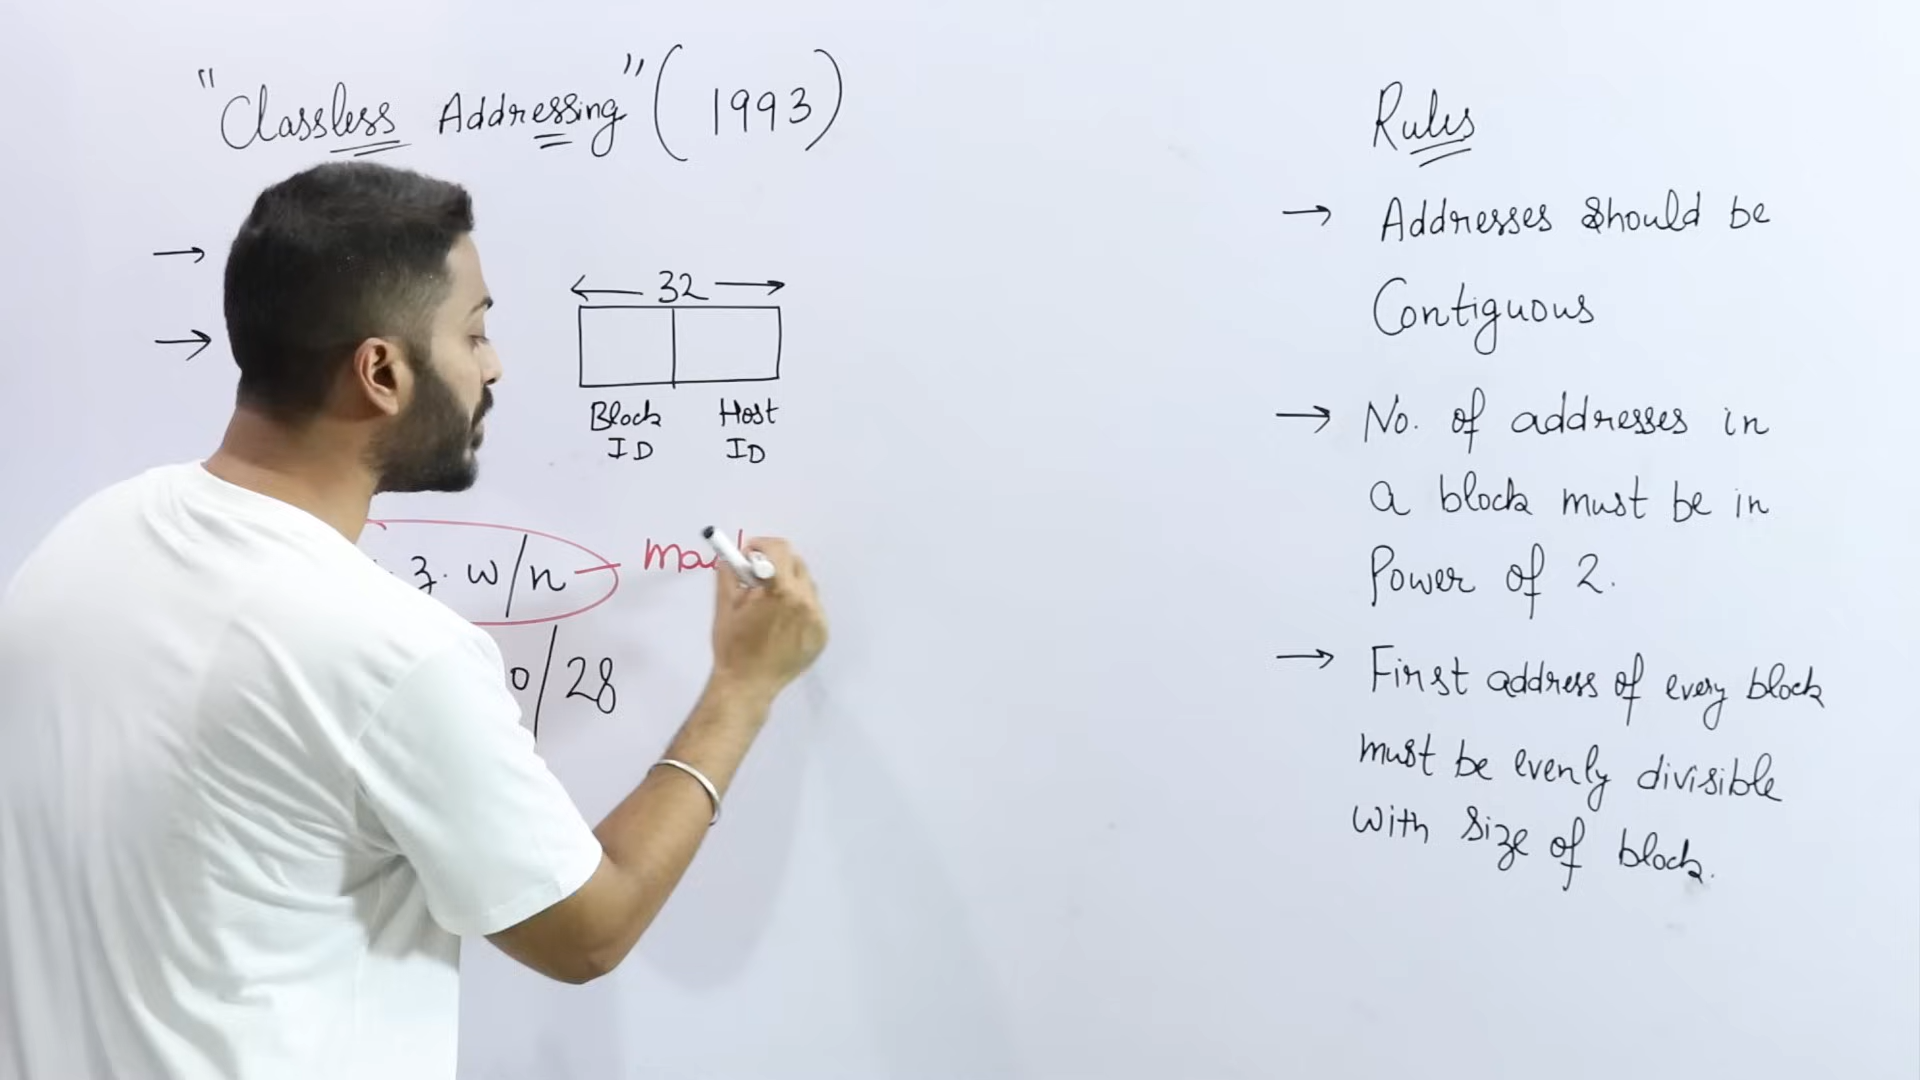 "Classless Addressing" (1993)
→
→
← 32 →
Block Host
ID ID
z. w/n
0/28
Rules
→ Addresses should be
Contiguous
→ No. of addresses in
a block must be in
Power of 2.
→ First address of every block
must be evenly divisible
with size of block.